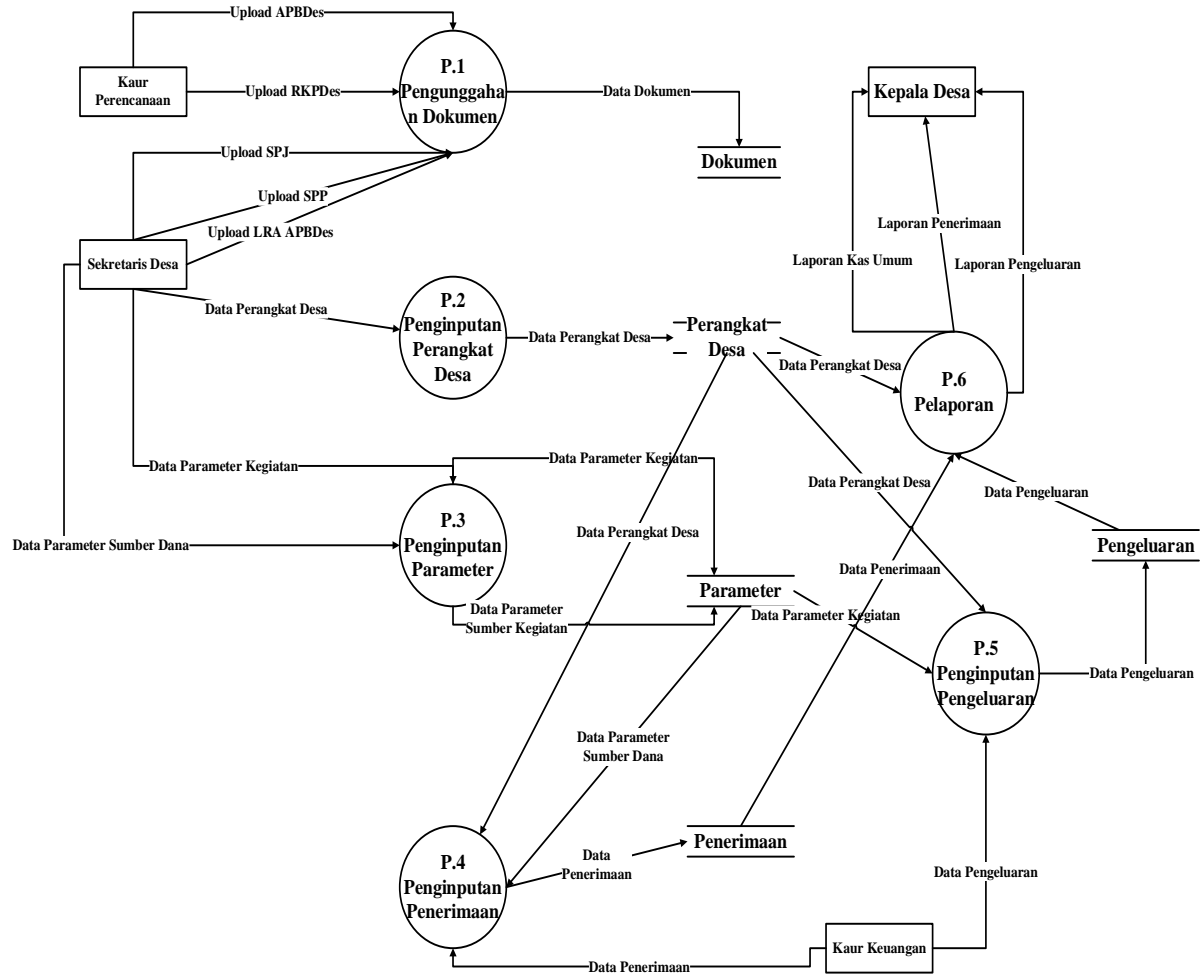 Upload APBDes
Kaur
Perencanaan
Upload RKPDes
P.1
Pengunggaha
n Dokumen
Data Dokumen
Dokumen
Kepala Desa
Upload SPJ
Upload SPP
Upload LRA APBDes
Sekretaris Desa
Laporan Penerimaan
Laporan Kas Umum
Laporan Pengeluaran
Data Perangkat Desa
P.2
Penginputan
Perangkat
Desa
Data Perangkat Desa
Perangkat
Desa
Data Perangkat Desa
P.6
Pelaporan
Data Parameter Kegiatan
Data Parameter Kegiatan
Data Perangkat Desa
Data Pengeluaran
Data Parameter Sumber Dana
P.3
Penginputan
Parameter
Data Perangkat Desa
Data Penerimaan
Pengeluaran
Parameter
Data Parameter
Sumber Kegiatan
Data Parameter Kegiatan
P.5
Penginputan
Pengeluaran
Data Pengeluaran
Data Parameter
Sumber Dana
P.4
Penginputan
Penerimaan
Data
Penerimaan
Penerimaan
Data Pengeluaran
Kaur Keuangan
Data Penerimaan